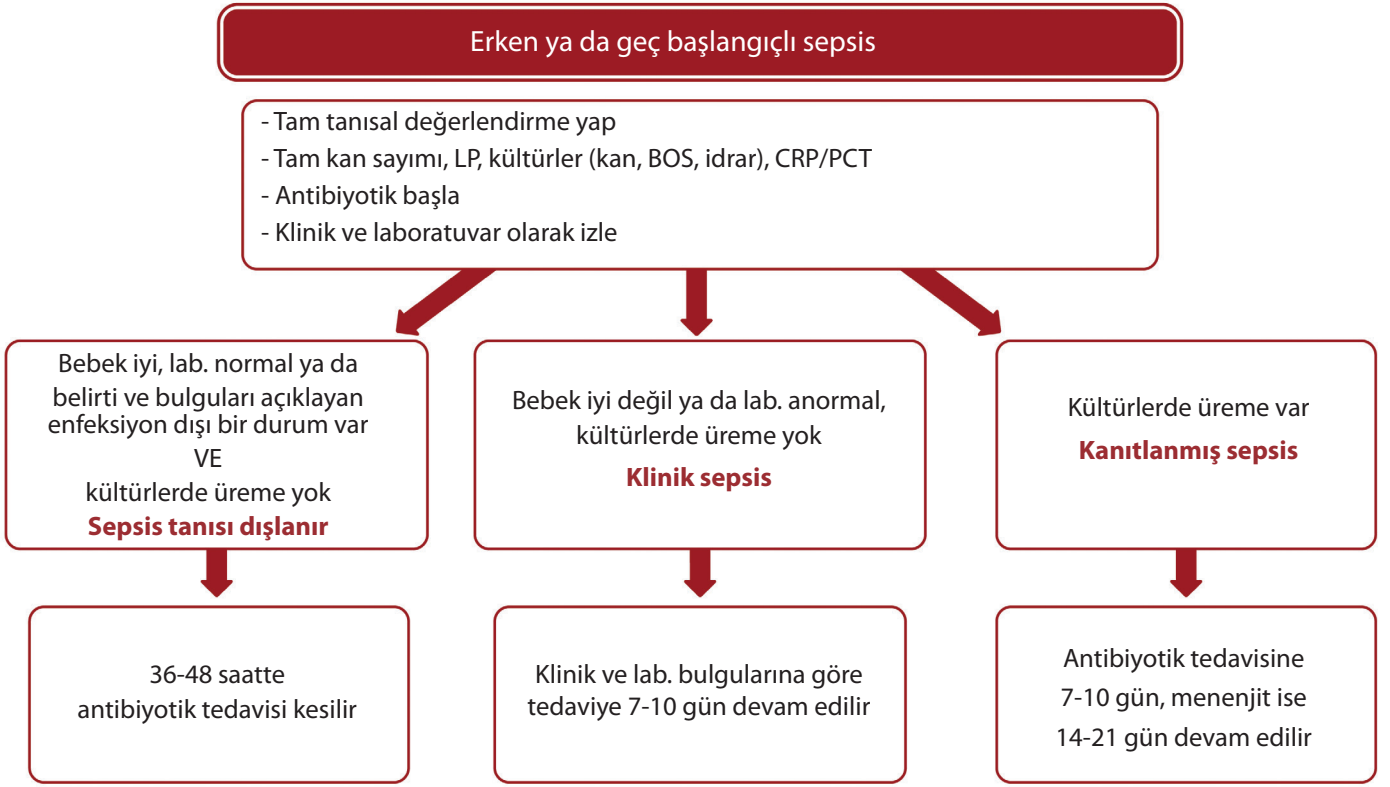 Erken ya da geç başlangıçlı sepsis
- Tam tanısal değerlendirme yap
- Tam kan sayımı, LP, kültürler (kan, BOS, idrar), CRP/PCT
- Antibiyotik başla
- Klinik ve laboratuvar olarak izle
Bebek iyi, lab. normal ya da
belirti ve bulguları açıklayan
enfeksiyon dışı bir durum var
VE
kültürlerde üreme yok
Sepsis tanısı dışlanır
Bebek iyi değil ya da lab. anormal,
kültürlerde üreme yok
Klinik sepsis
Kültürlerde üreme var
Kanıtlanmış sepsis
36-48 saatte
antibiyotik tedavisi kesilir
Klinik ve lab. bulgularına göre
tedaviye 7-10 gün devam edilir
Antibiyotik tedavisine
7-10 gün, menenjit ise
14-21 gün devam edilir